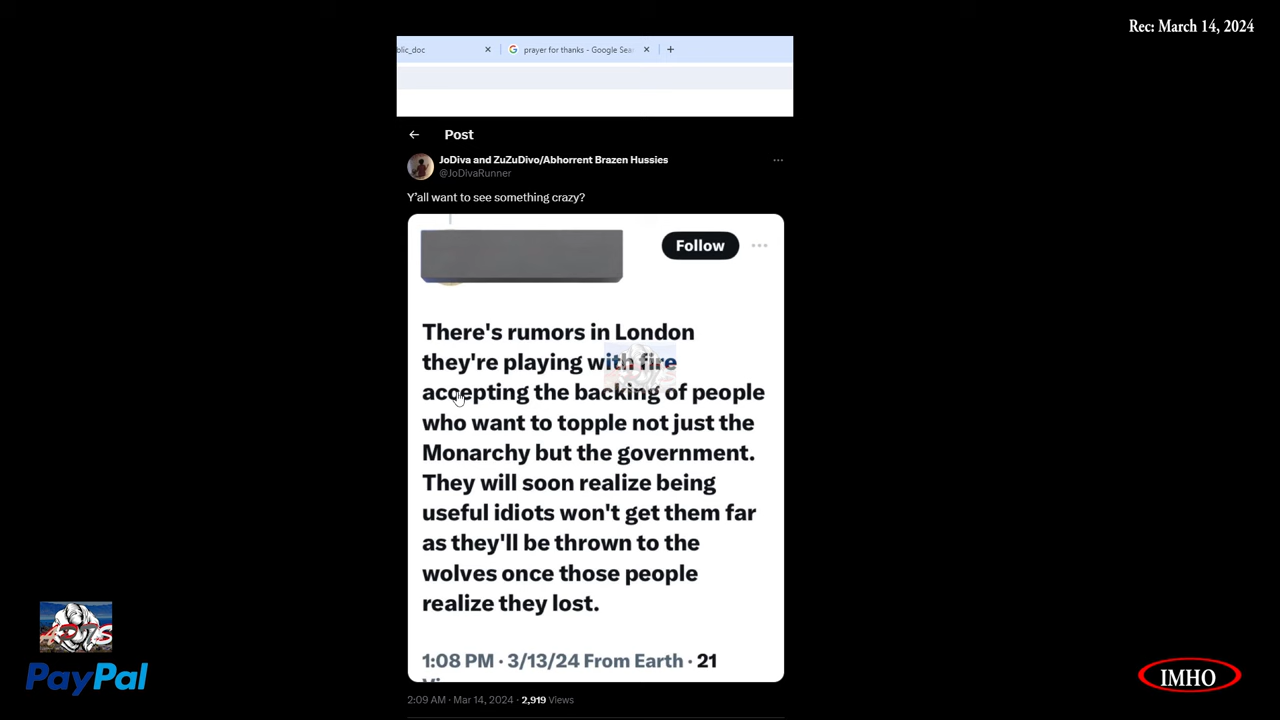 Rec: March 14, 2024
blic_doc
prayer for thanks - Google Sea
Post
JoDiva and ZuZuDivo/Abhorrent Brazen Hussies
@JoDivaRunner
Y'all want to see something crazy?
Follow
There's rumors in London
they're playing with fire
accepting the backing of people
who want to topple not just the
Monarchy but the government.
They will soon realize being
useful idiots won't get them far
as they'll be thrown to the
wolves once those people
realize they lost.
1:08 PM · 3/13/24 From Earth · 21
2:09 AM · Mar 14, 2024 · 2,919 Views
PayPal
IMHO